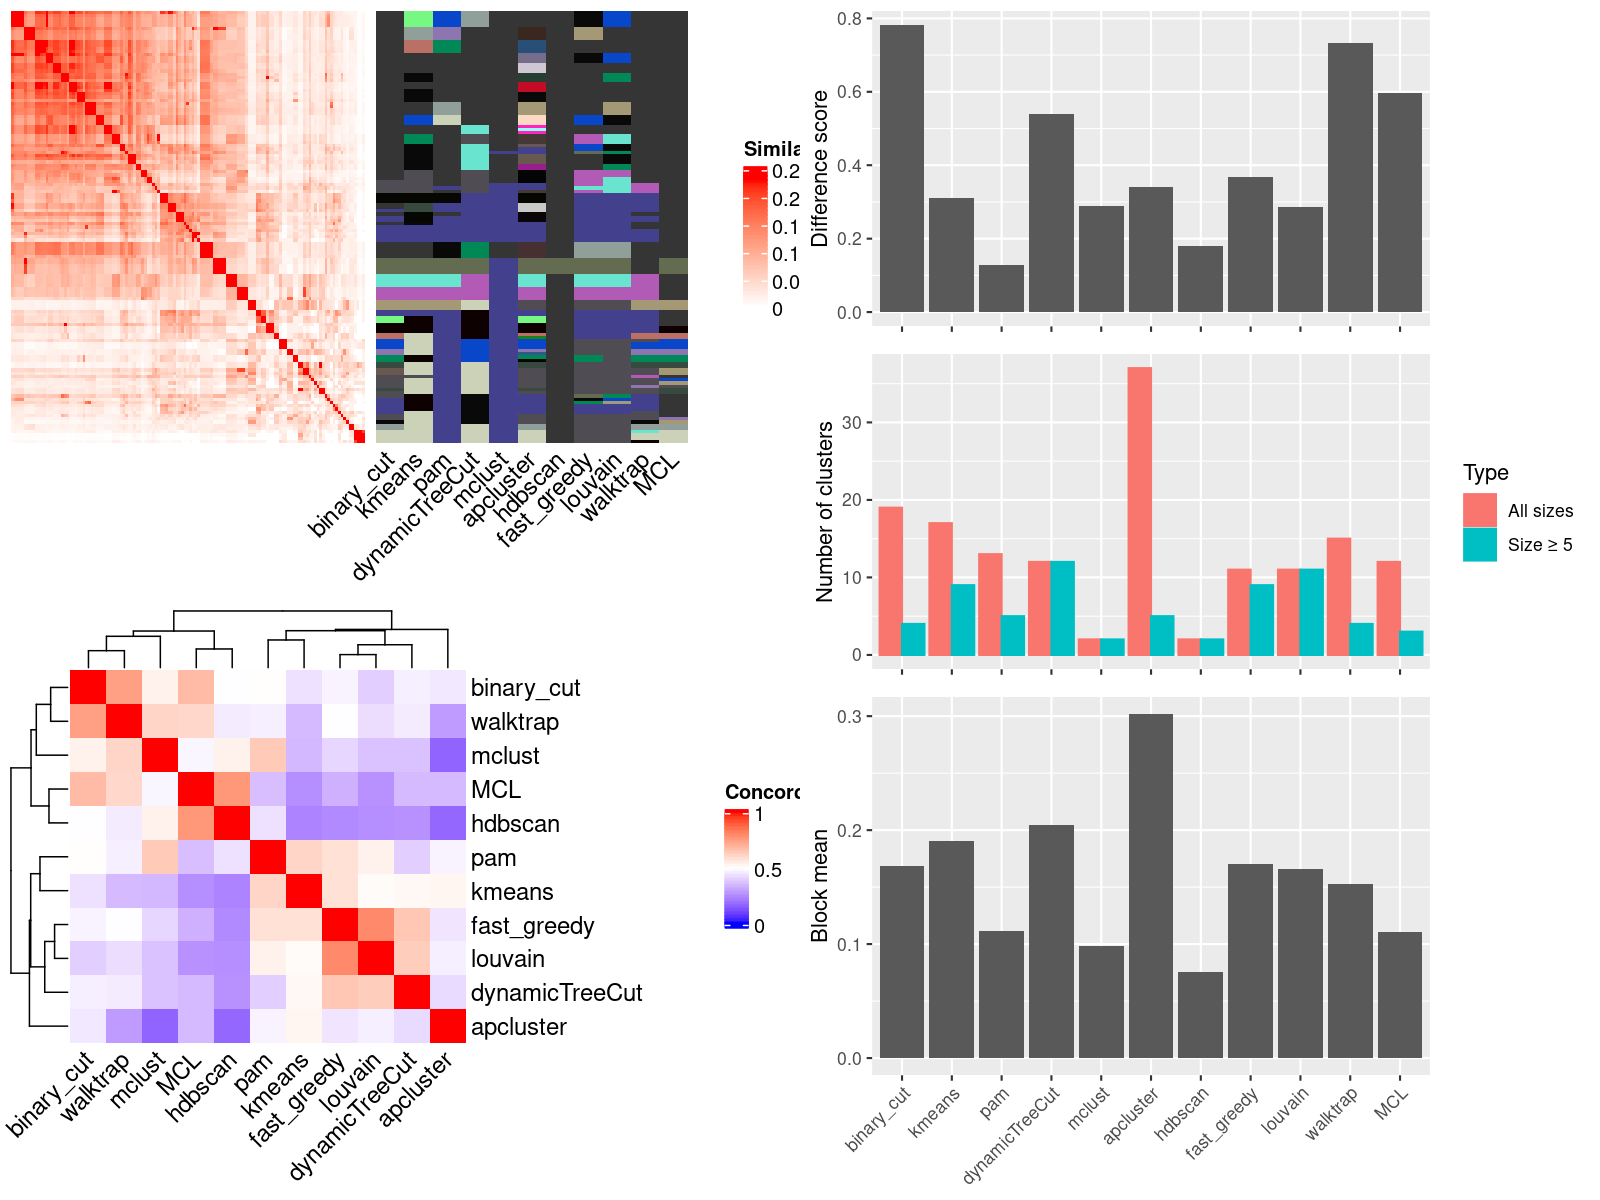 Simila
0.2
0.2
0.1
0.1
0.0
0
binary_cut
kmeans
pam
dynamicTreeCut
mclust
apcluster
hdbscan
fast_greedy
louvain
walktrap
MCL
binary_cut
walktrap
mclust
MCL
hdbscan
pam
kmeans
fast_greedy
louvain
dynamicTreeCut
apcluster
binary_cut
walktrap
mclust
MCL
hdbscan
pam
kmeans
fast_greedy
louvain
dynamicTreeCut
apcluster
Concord
1
0.5
0
Difference score
0.8
0.6
0.4
0.2
0.0
Number of clusters
30
20
10
0
Type
All sizes
Size ≥ 5
Block mean
0.3
0.2
0.1
0.0
binary_cut
kmeans
pam
dynamicTreeCut
mclust
apcluster
hdbscan
fast_greedy
louvain
walktrap
MCL